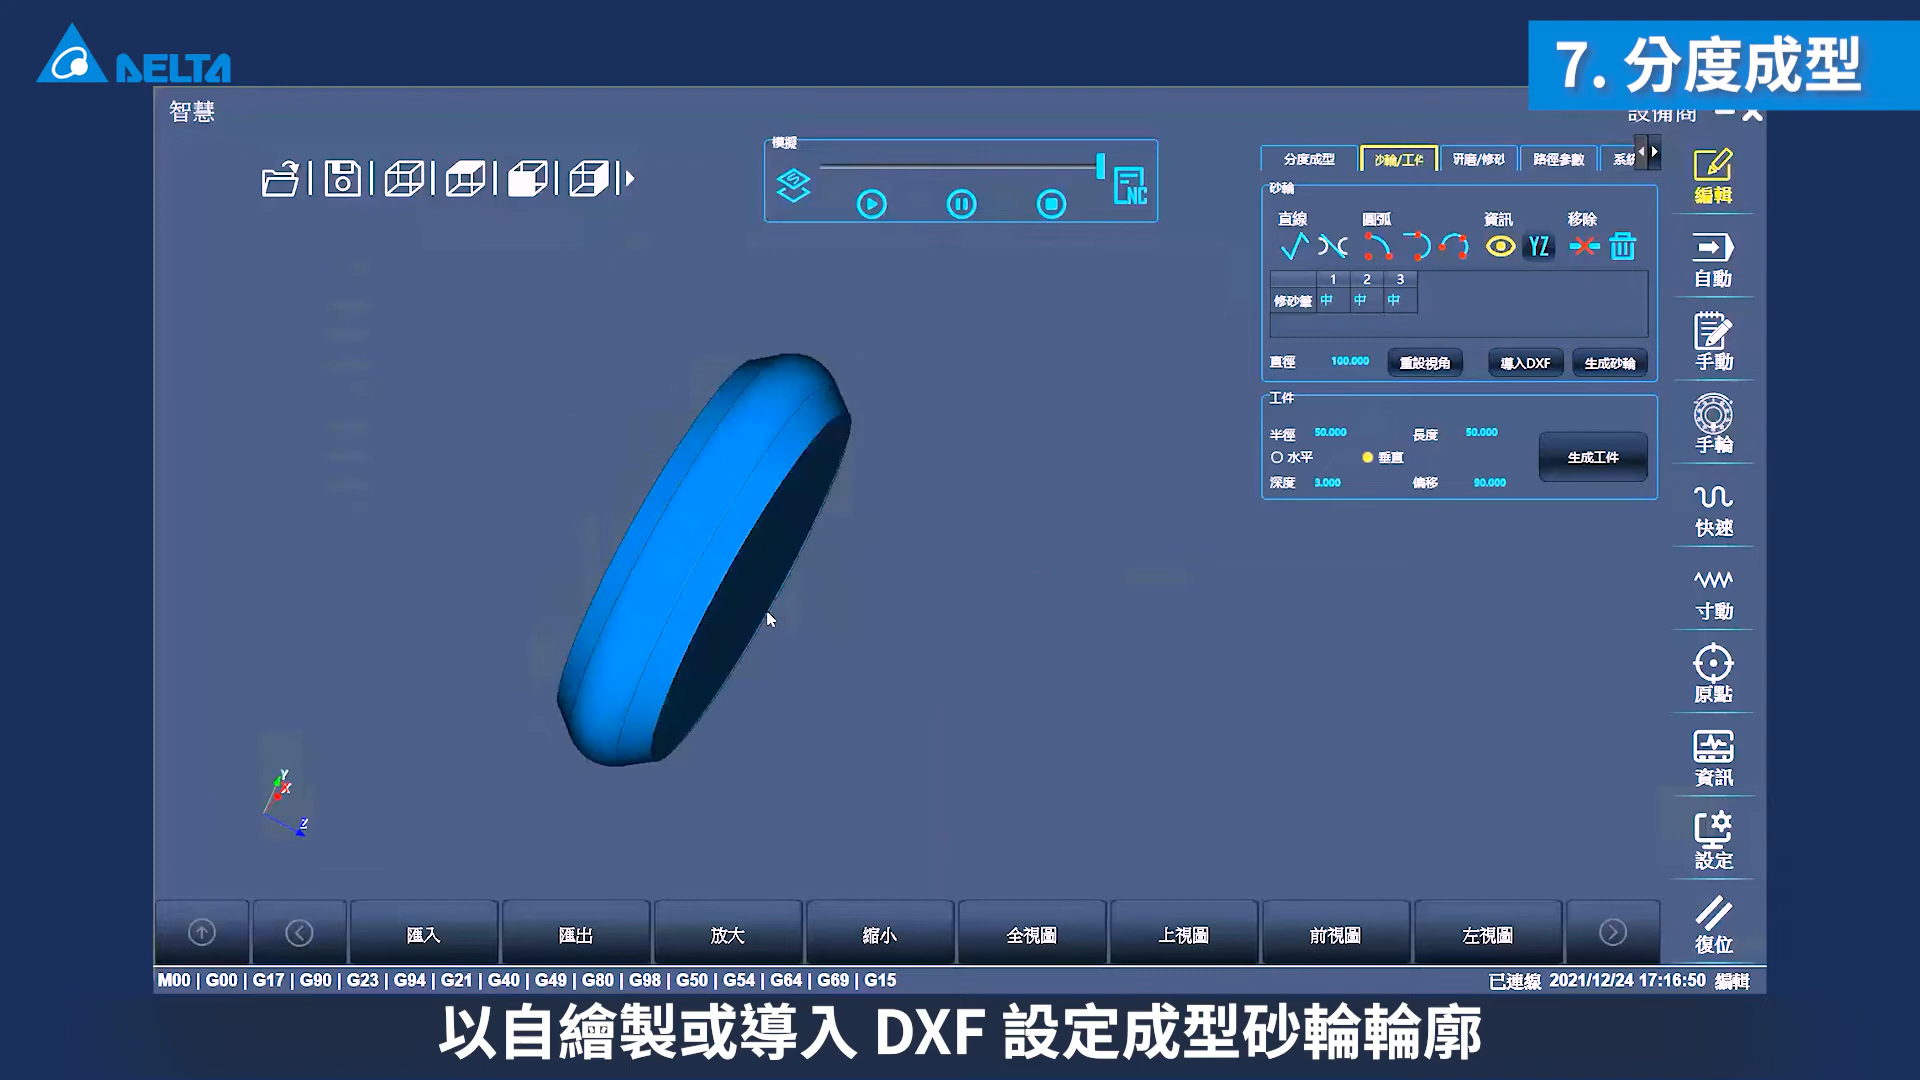 DELTA
7. 分度成型
智慧
設備商
模擬
NC
分度成型
砂輪/工件
研磨/修砂
路徑參數
系統
砂輪
直線
圓弧
資訊
移除
YZ
1 2 3
修砂筆 中 中 中
直徑 100.000 重設視角 導入DXF 生成砂輪
工件
半徑 50.000 長度 50.000
水平 垂直
生成工件
深度 3.000 偏移 90.000
編輯
自動
手動
手輪
快速
寸動
原點
資訊
設定
復位
Y
X
Z
匯入 匯出 放大 縮小 全視圖 上視圖 前視圖 左視圖
M00 | G00 | G17 | G90 | G23 | G94 | G21 | G40 | G49 | G80 | G98 | G50 | G54 | G64 | G69 | G15
已連線 2021/12/24 17:16:50 編輯
以自繪製或導入 DXF 設定成型砂輪輪廓